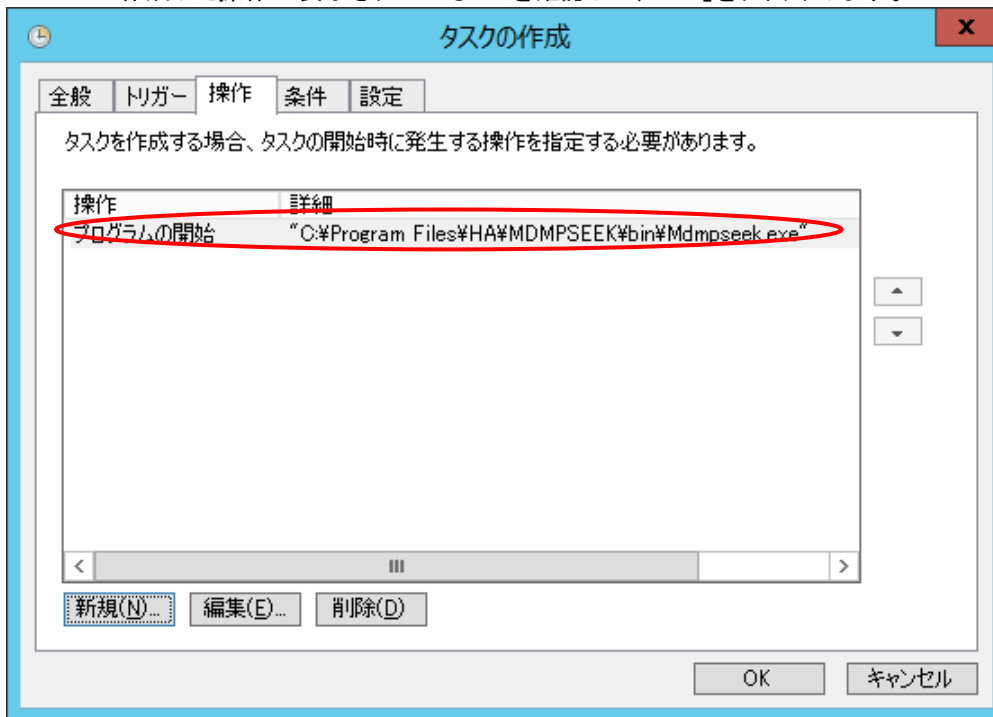 タスクの作成
x
全般 トリガー 操作 条件 設定
タスクを作成する場合、タスクの開始時に発生する操作を指定する必要があります。
操作 詳細
プログラムの開始 "C:¥Program Files¥HA¥MDMPSEEK¥bin¥Mdmpseek.exe"
新規(N)... 編集(E)... 削除(D)
OK キャンセル